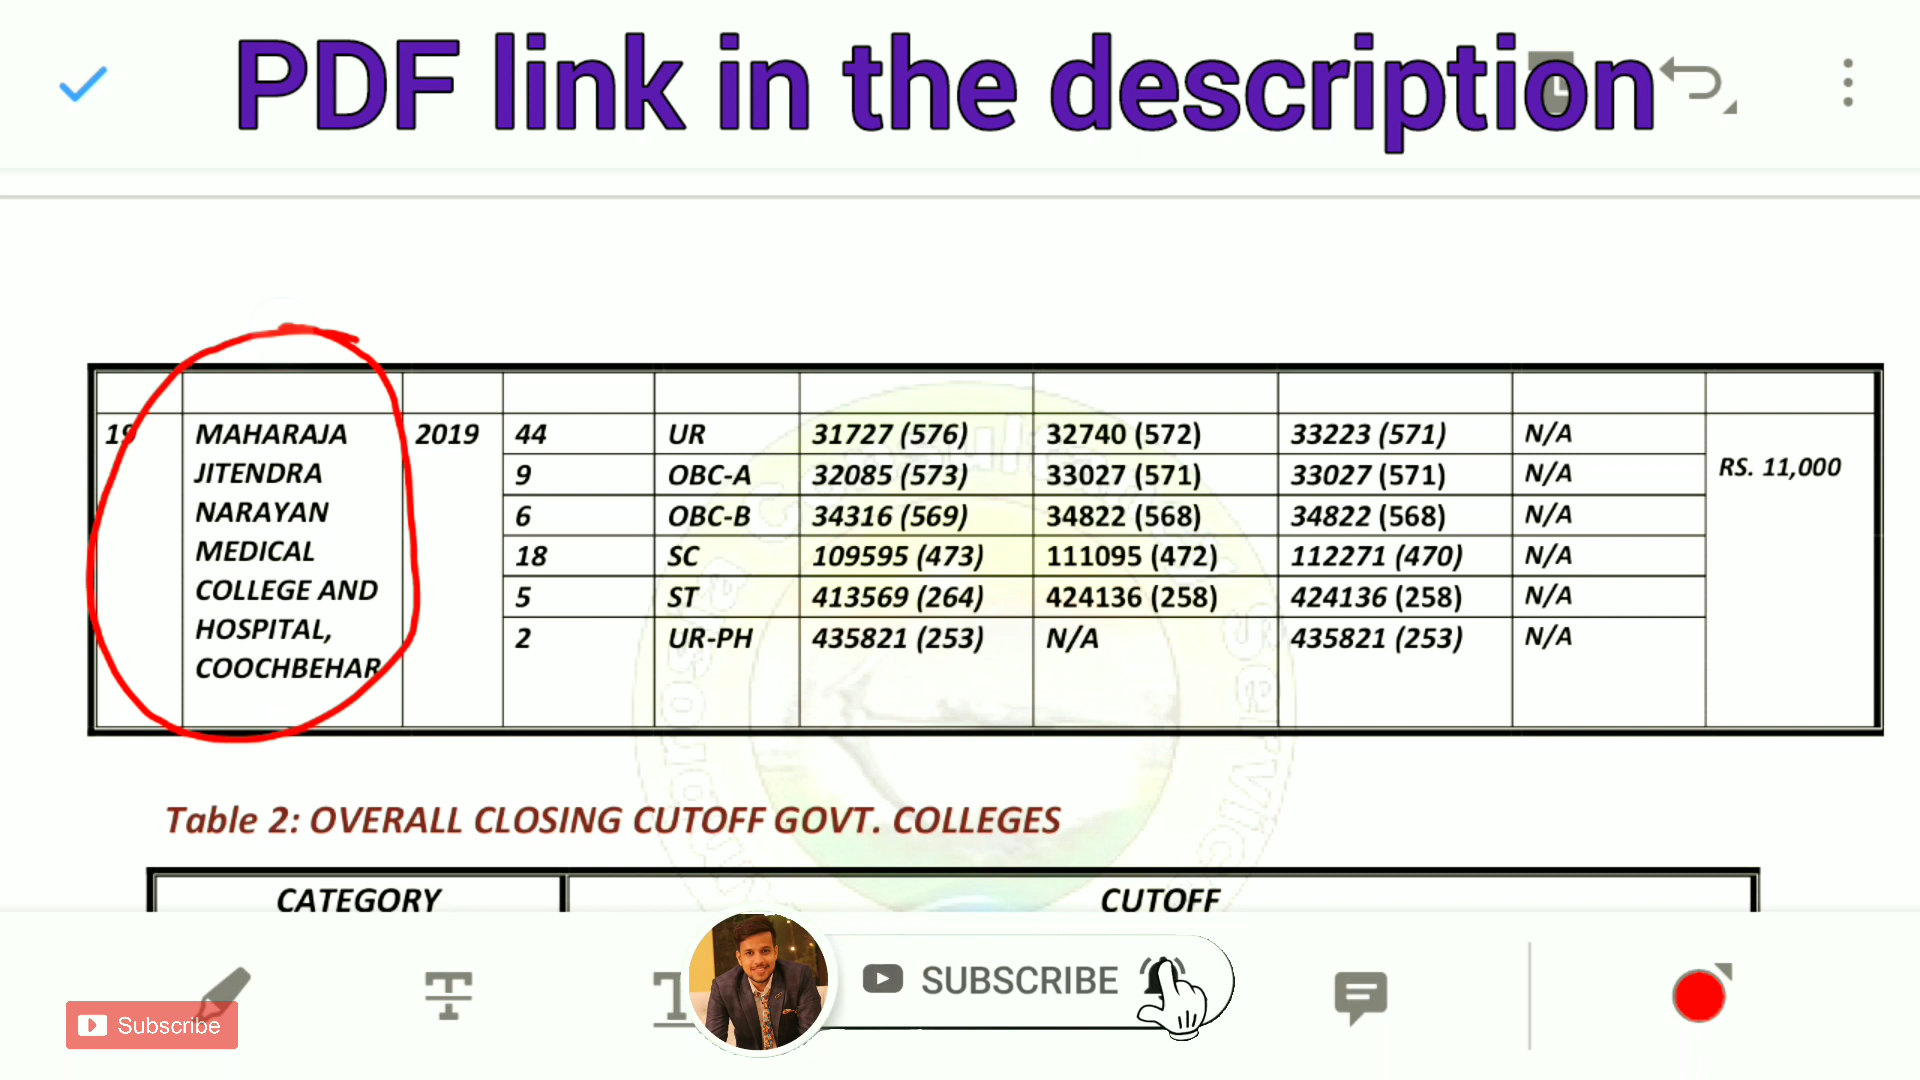 PDF link in the description
19 MAHARAJA JITENDRA NARAYAN MEDICAL COLLEGE AND HOSPITAL, COOCHBEHAR 2019 44 UR 31727 (576) 32740 (572) 33223 (571) N/A RS. 11,000
9 OBC-A 32085 (573) 33027 (571) 33027 (571) N/A
6 OBC-B 34316 (569) 34822 (568) 34822 (568) N/A
18 SC 109595 (473) 111095 (472) 112271 (470) N/A
5 ST 413569 (264) 424136 (258) 424136 (258) N/A
2 UR-PH 435821 (253) N/A 435821 (253) N/A
Table 2: OVERALL CLOSING CUTOFF GOVT. COLLEGES
CATEGORY CUTOFF
SUBSCRIBE
Subscribe